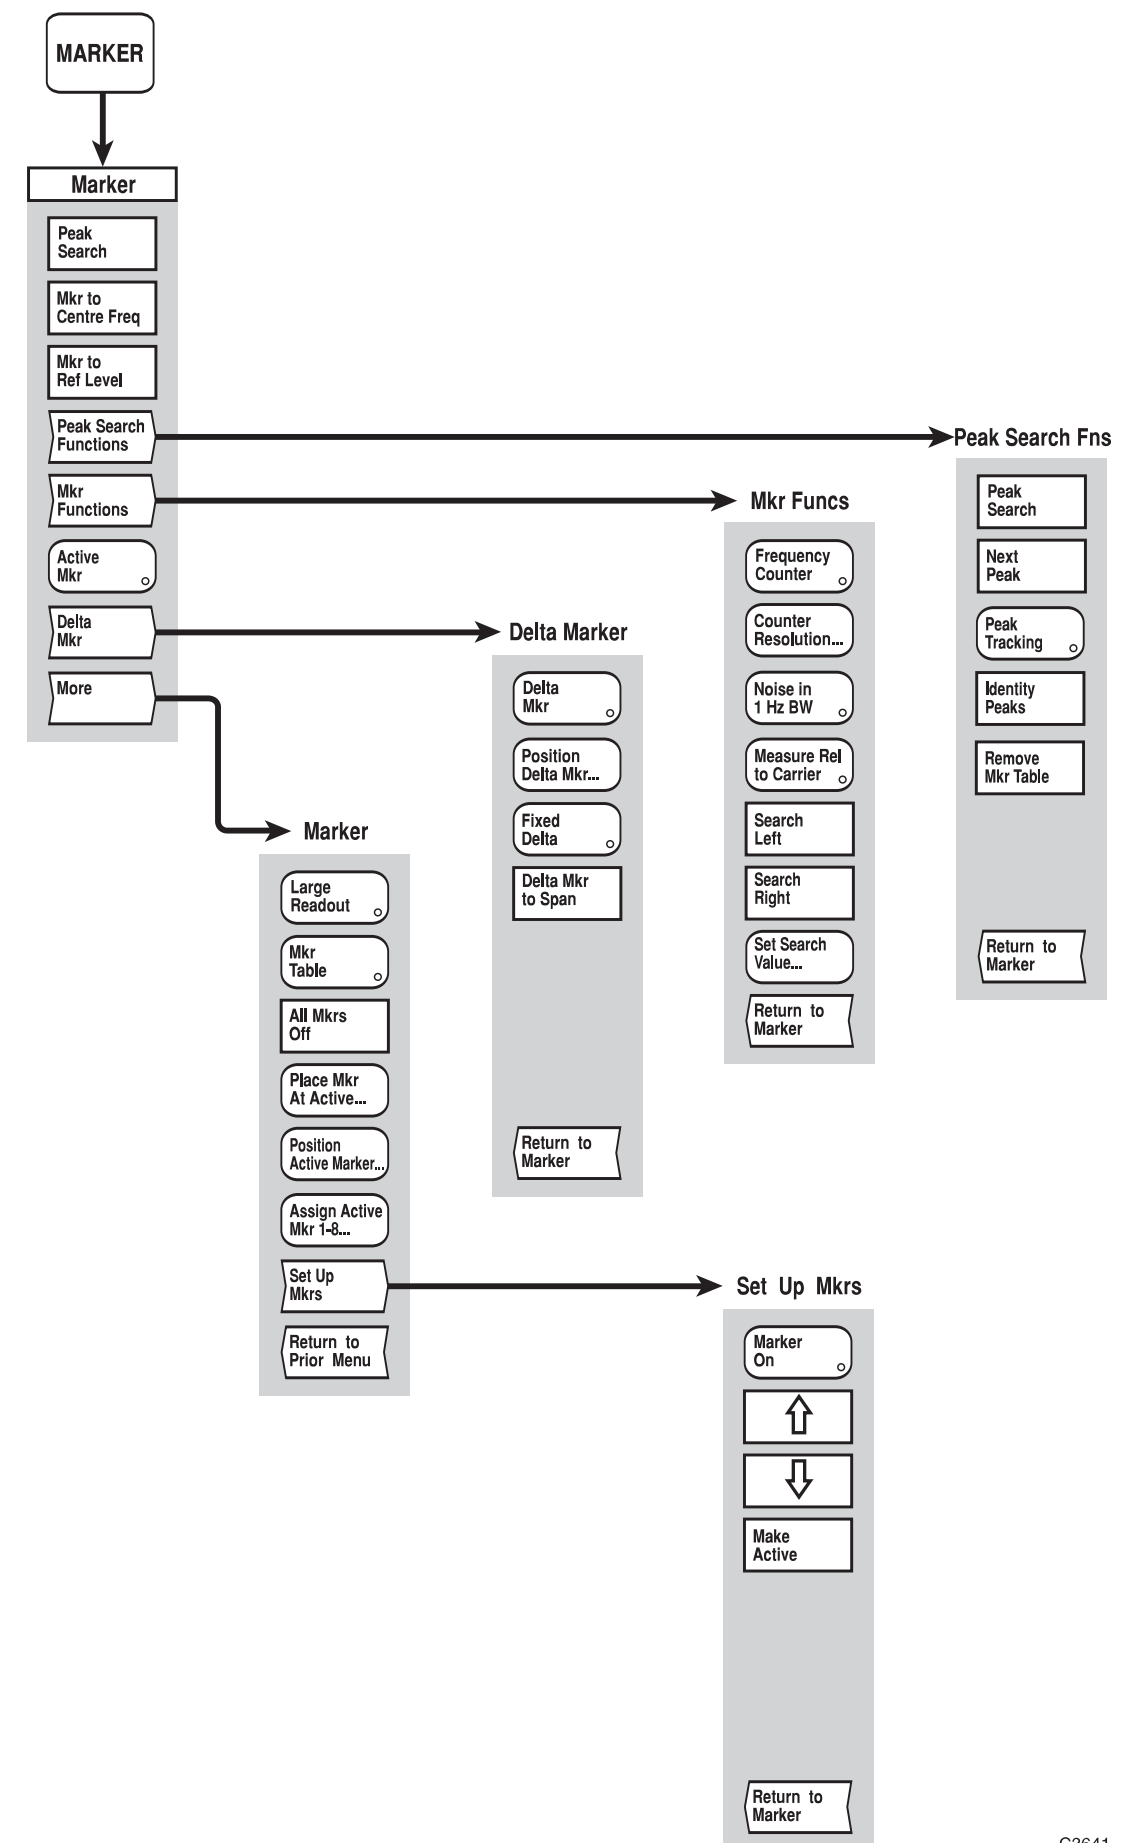 MARKER
Marker
Peak
Search
Mkr to
Centre Freq
Mkr to
Ref Level
Peak Search
Functions
Mkr
Functions
Active
Mkr
Delta
Mkr
More
Peak Search Fns
Peak
Search
Next
Peak
Peak
Tracking
Identity
Peaks
Remove
Mkr Table
Return to
Marker
Mkr Funcs
Frequency
Counter
Counter
Resolution...
Noise in
1 Hz BW
Measure Rel
to Carrier
Search
Left
Search
Right
Set Search
Value...
Return to
Marker
Delta Marker
Delta
Mkr
Position
Delta Mkr...
Fixed
Delta
Delta Mkr
to Span
Return to
Marker
Marker
Large
Readout
Mkr
Table
All Mkrs
Off
Place Mkr
At Active...
Position
Active Marker...
Assign Active
Mkr 1-8...
Set Up
Mkrs
Return to
Prior Menu
Set Up Mkrs
Marker
On
Make
Active
Return to
Marker